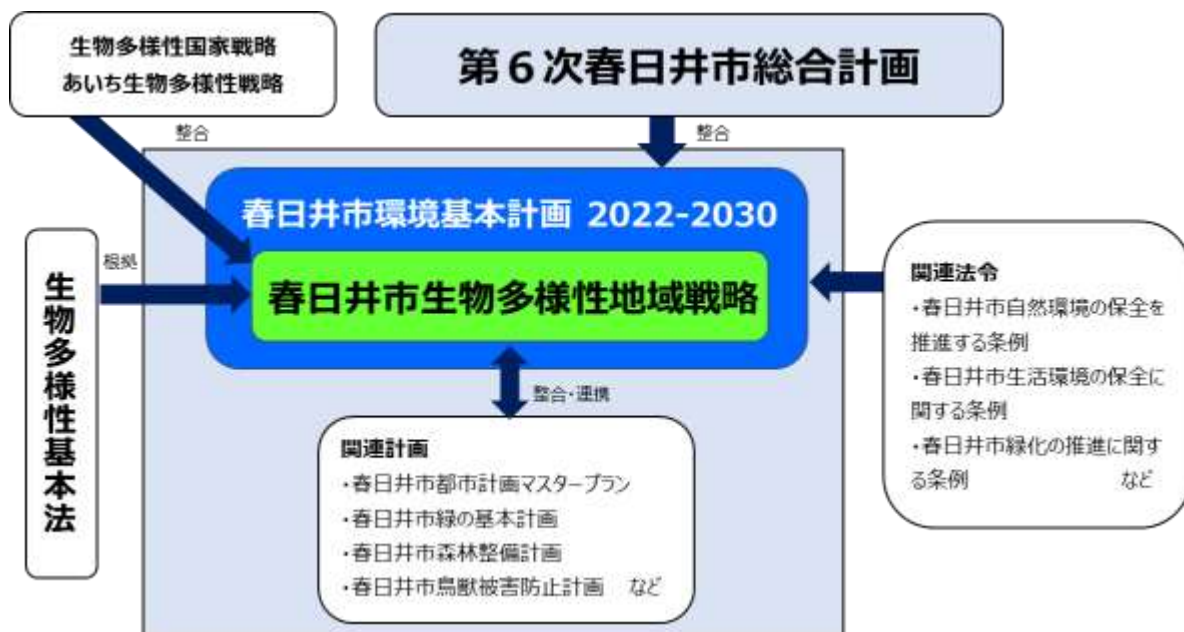 生物多様性国家戦略
あいち生物多様性戦略
第６次春日井市総合計画
整合
整合
春日井市環境基本計画 2022-2030
春日井市生物多様性地域戦略
根拠
生物多様性基本法
関連法令
・春日井市自然環境の保全を
推進する条例
・春日井市生活環境の保全に
関する条例
・春日井市緑化の推進に関す
る条例 など
整合・連携
関連計画
・春日井市都市計画マスタープラン
・春日井市緑の基本計画
・春日井市森林整備計画
・春日井市鳥獣被害防止計画 など